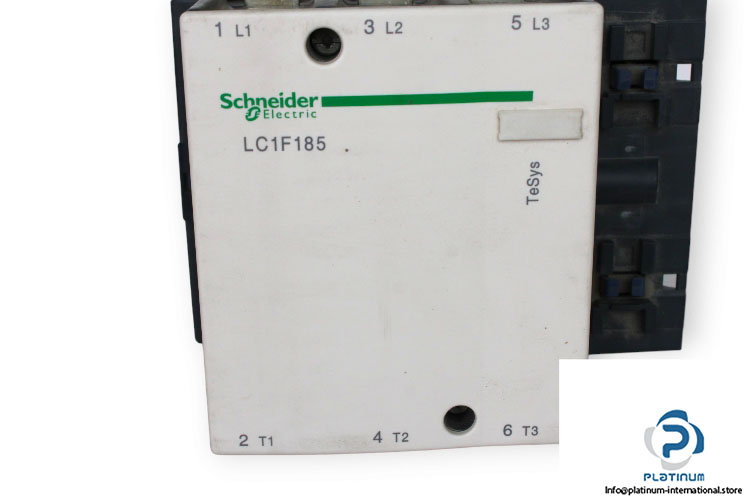 1 L1 3 L2 5 L3
Schneider
Electric
LC1F185
TeSys
2 T1 4 T2 6 T3
PLATINUM
Info@platinum-international.store